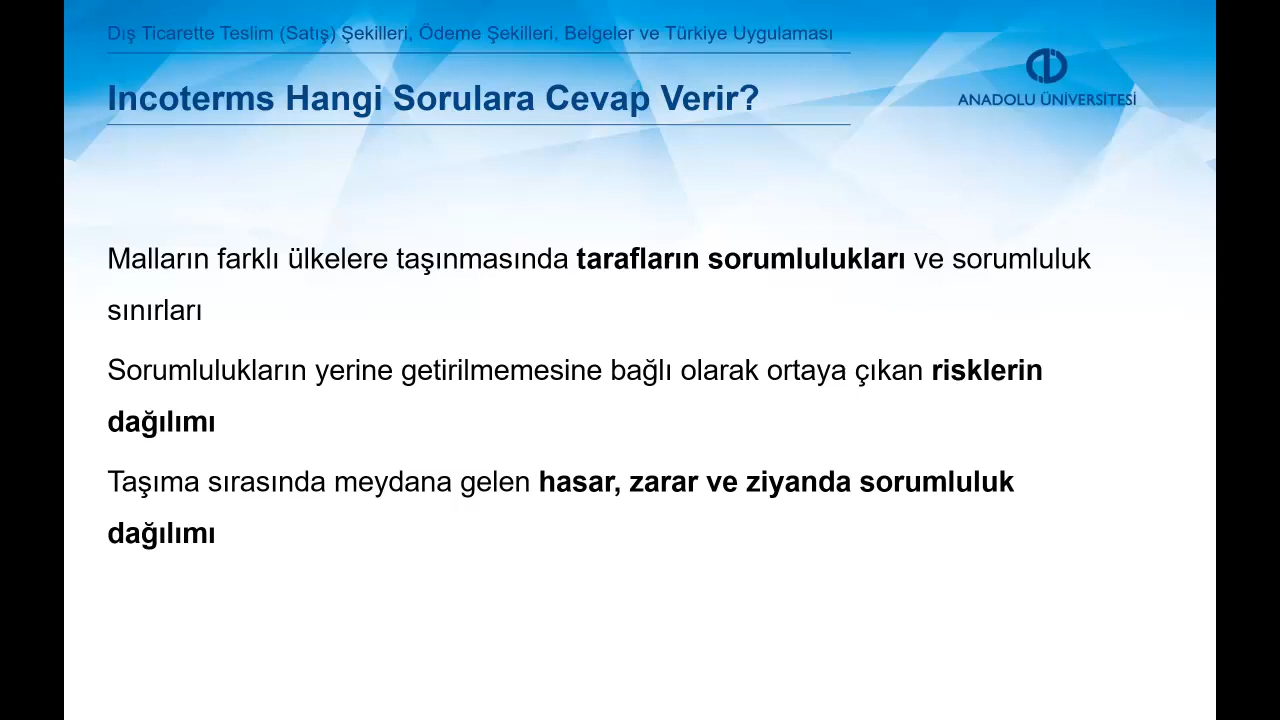 Dış Ticarette Teslim (Satış) Şekilleri, Ödeme Şekilleri, Belgeler ve Türkiye Uygulaması
Incoterms Hangi Sorulara Cevap Verir?
ANADOLU ÜNİVERSİTESİ
Malların farklı ülkelere taşınmasında tarafların sorumlulukları ve sorumluluk
sınırları
Sorumlulukların yerine getirilmemesine bağlı olarak ortaya çıkan risklerin
dağılımı
Taşıma sırasında meydana gelen hasar, zarar ve ziyanda sorumluluk
dağılımı